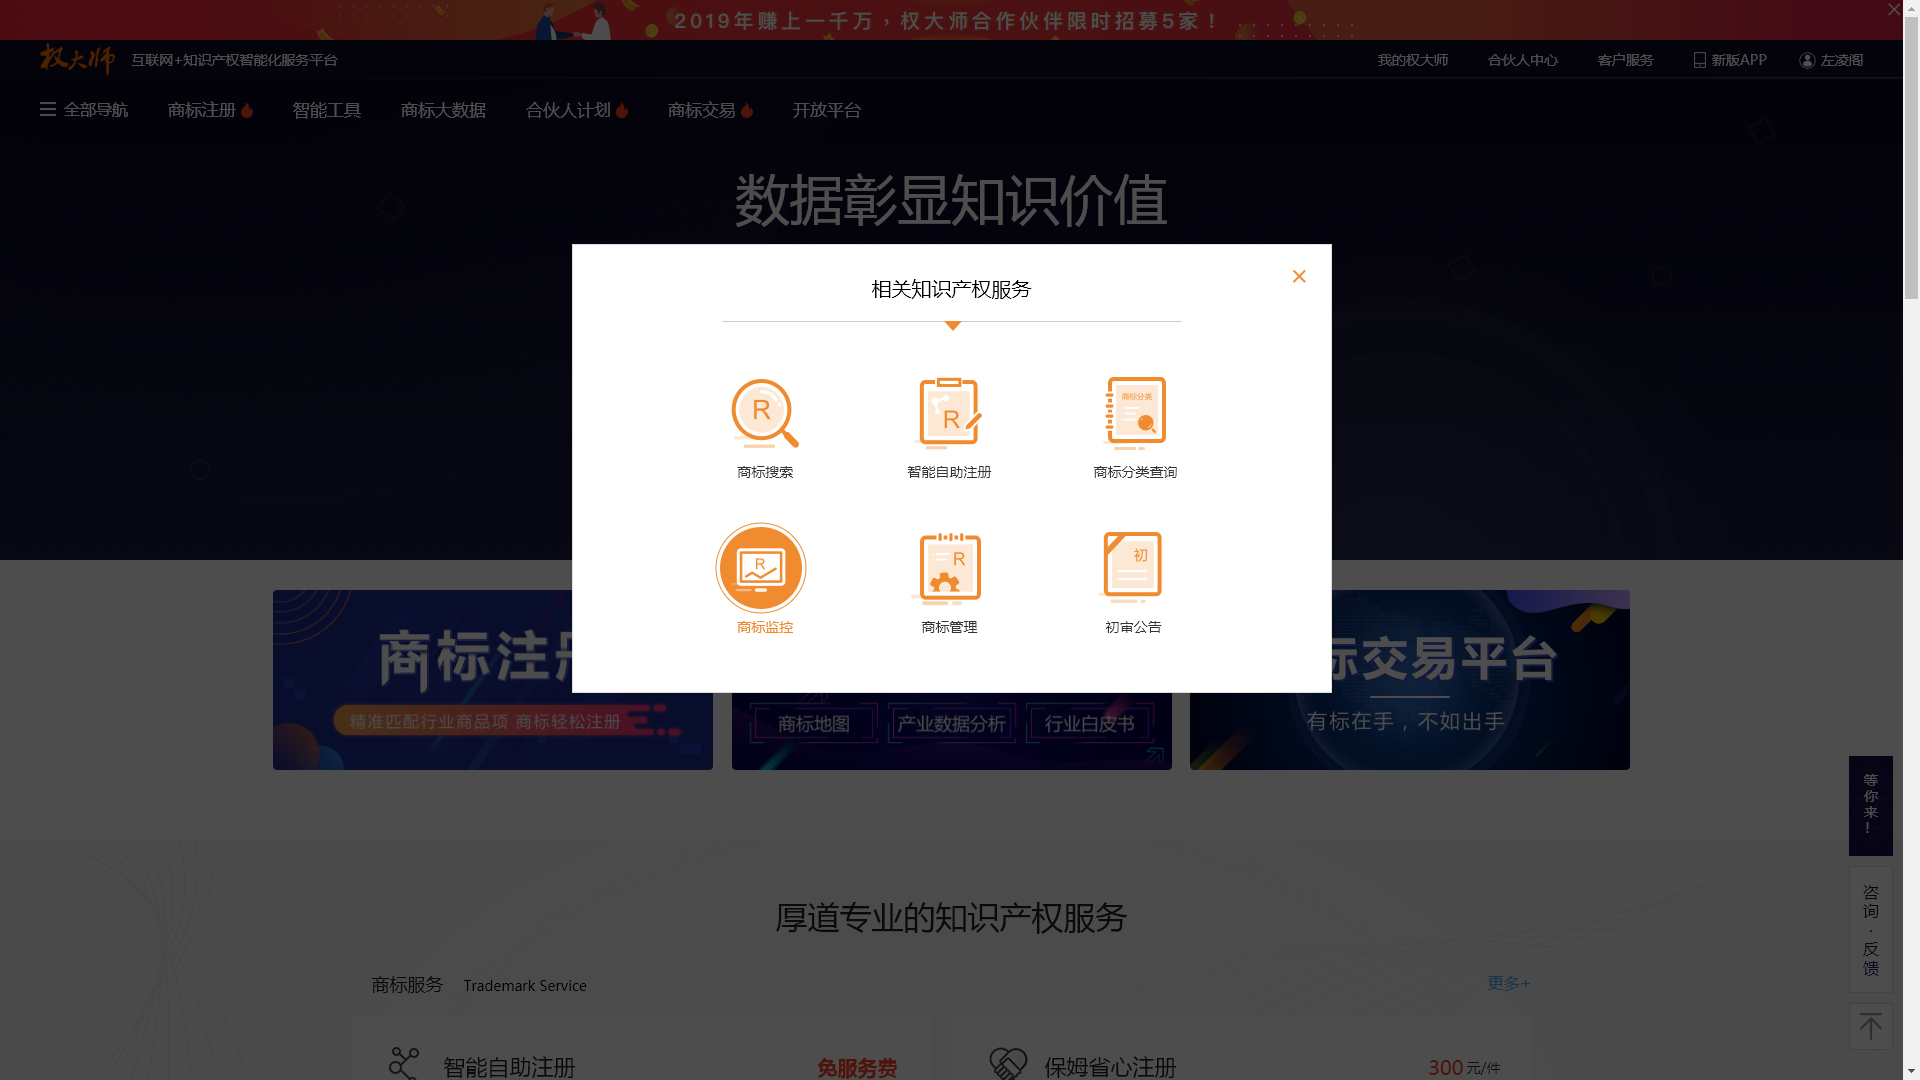 2019年赚上一千万，权大师合作伙伴限时招募5家！
权大师 互联网+知识产权智能化服务平台
我的权大师 合伙人中心 客户服务 新版APP 左凌阁
全部导航 商标注册 智能工具 商标大数据 合伙人计划 商标交易 开放平台
数据彰显知识价值
相关知识产权服务
R
R
商标分类
商标搜索 智能自助注册 商标分类查询
R
R
初
商标监控 商标管理 初审公告
商标注册
精准匹配行业商品项 商标轻松注册
商标地图 产业数据分析 行业白皮书
标交易平台
有标在手，不如出手
等你来！
咨询·反馈
厚道专业的知识产权服务
商标服务 Trademark Service 更多+
智能自助注册 免服务费
保姆省心注册 300元/件